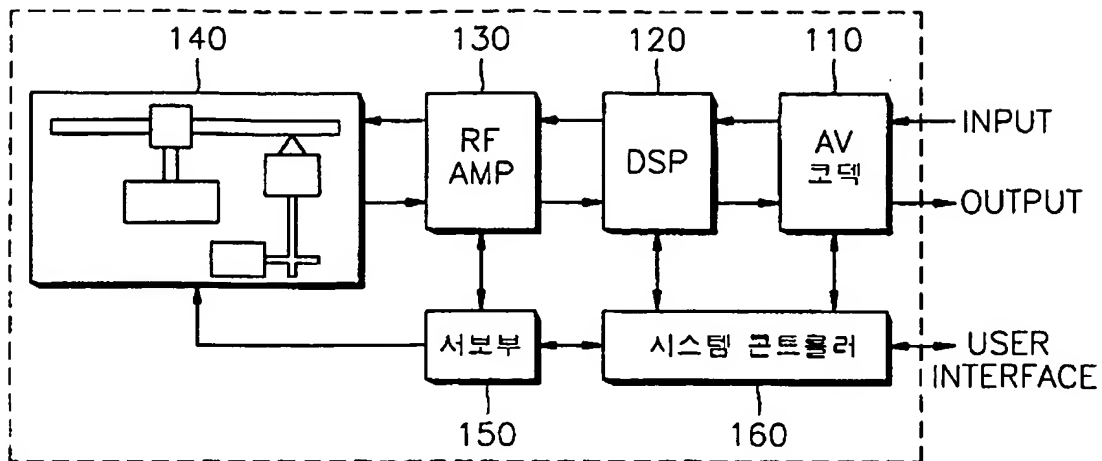 140
130
120
110
RF
AMP
DSP
AV
코덱
INPUT
OUTPUT
서보부
시스템 콘트롤러
USER
INTERFACE
150
160